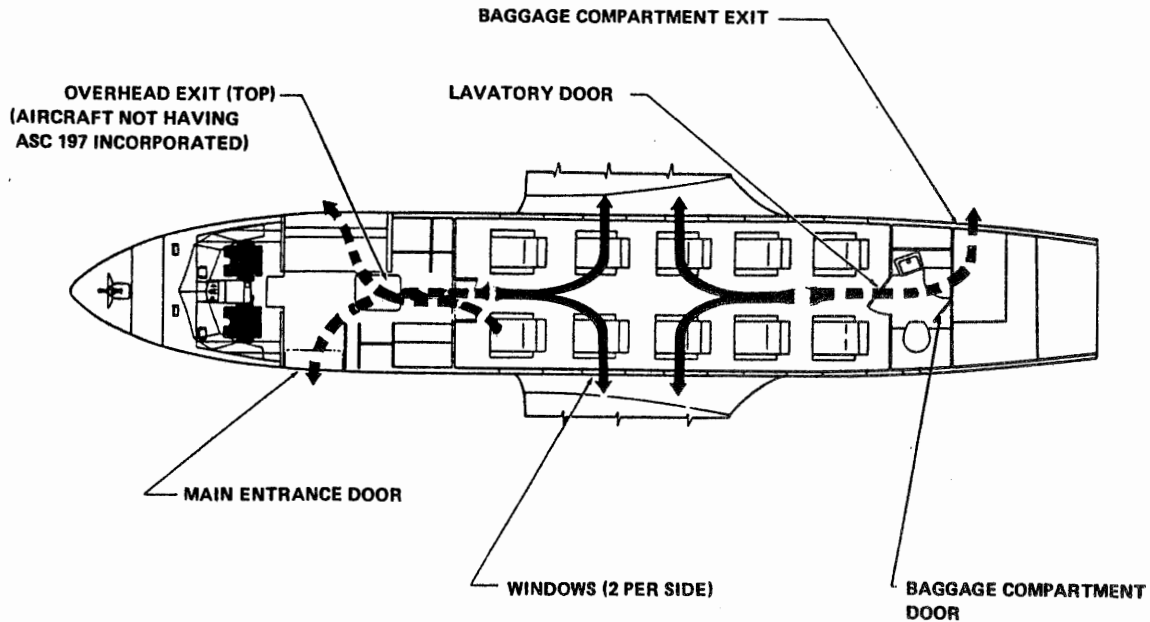 BAGGAGE COMPARTMENT EXIT
OVERHEAD EXIT (TOP)
(AIRCRAFT NOT HAVING
ASC 197 INCORPORATED)
LAVATORY DOOR
MAIN ENTRANCE DOOR
WINDOWS (2 PER SIDE)
BAGGAGE COMPARTMENT
DOOR